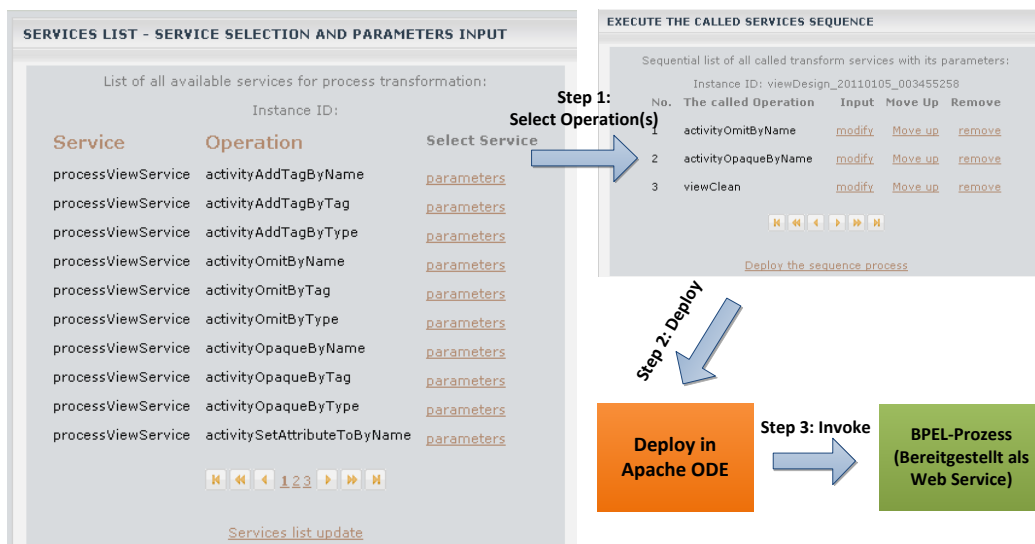 SERVICES LIST - SERVICE SELECTION AND PARAMETERS INPUT
List of all available services for process transformation:
Instance ID:
Service Operation Select Service
processViewService activityAddTagByName parameters
processViewService activityAddTagByTag parameters
processViewService activityAddTagByType parameters
processViewService activityOmitByName parameters
processViewService activityOmitByTag parameters
processViewService activityOmitByType parameters
processViewService activityOpaqueByName parameters
processViewService activityOpaqueByTag parameters
processViewService activityOpaqueByType parameters
processViewService activitySetAttributeToByName parameters
1 2 3
Services list update
Step 1:
Select Operation(s)
EXECUTE THE CALLED SERVICES SEQUENCE
Sequential list of all called transform services with its parameters:
Instance ID: viewDesign_20110105_003455258
No. The called Operation Input Move Up Remove
1 activityOmitByName modify Move up remove
2 activityOpaqueByName modify Move up remove
3 viewClean modify Move up remove
Deploy the sequence process
Step 2: Deploy
Deploy in
Apache ODE
Step 3: Invoke
BPEL-Prozess
(Bereitgestellt als
Web Service)